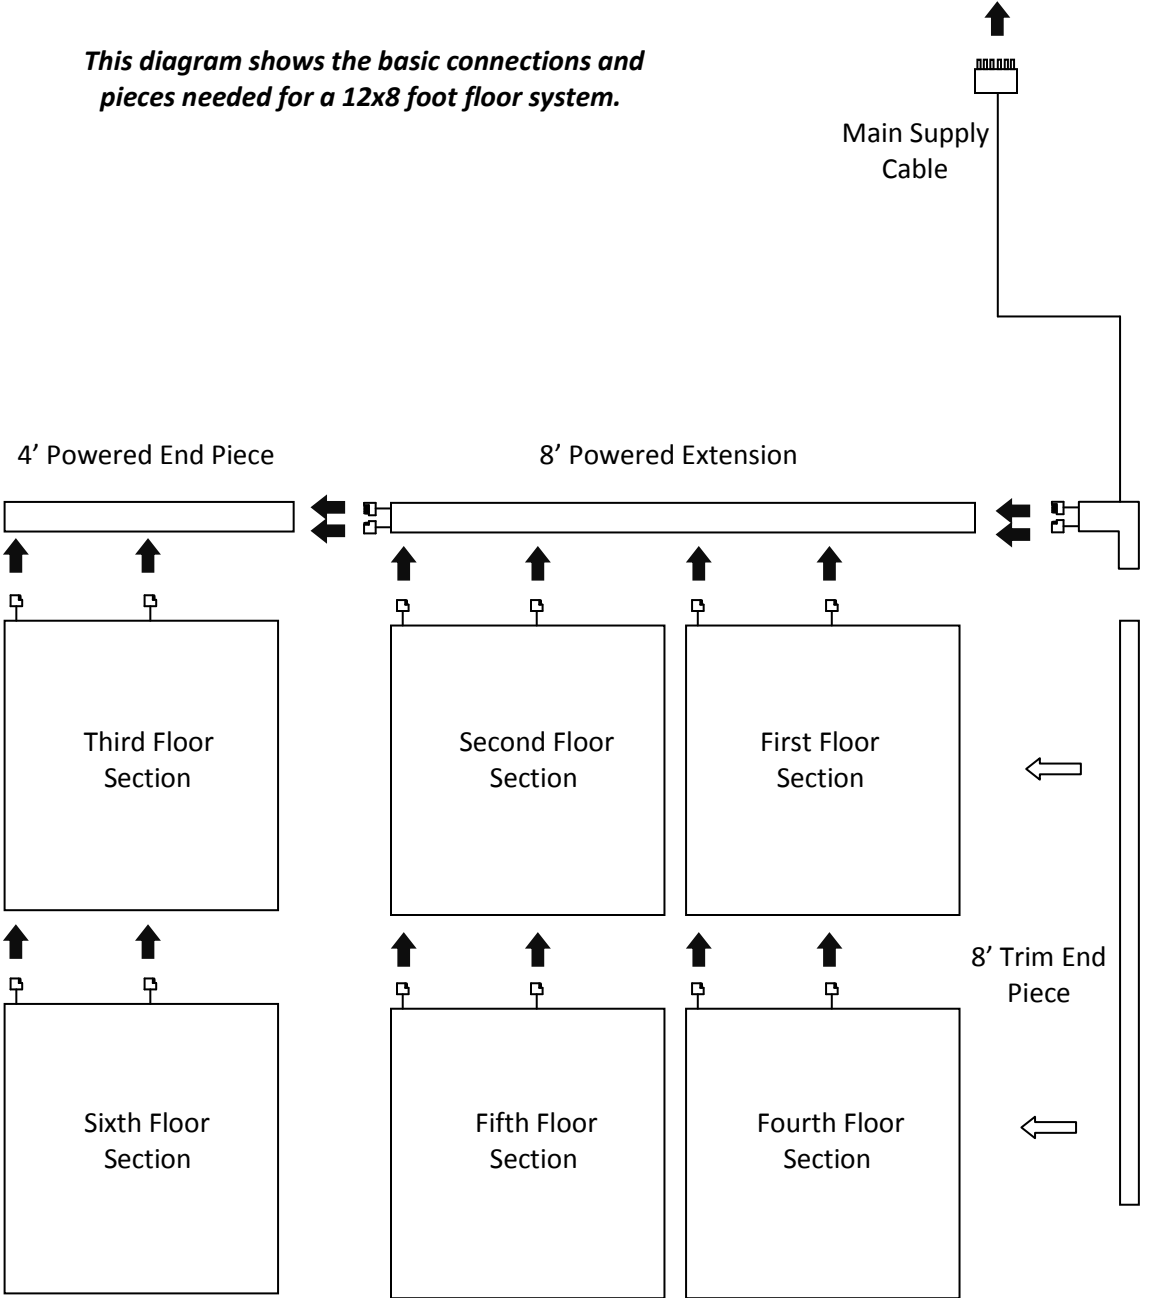 This diagram shows the basic connections and
pieces needed for a 12x8 foot floor system.
Main Supply
Cable
4’ Powered End Piece
8’ Powered Extension
Third Floor
Section
Second Floor
Section
First Floor
Section
8’ Trim End
Piece
Sixth Floor
Section
Fifth Floor
Section
Fourth Floor
Section